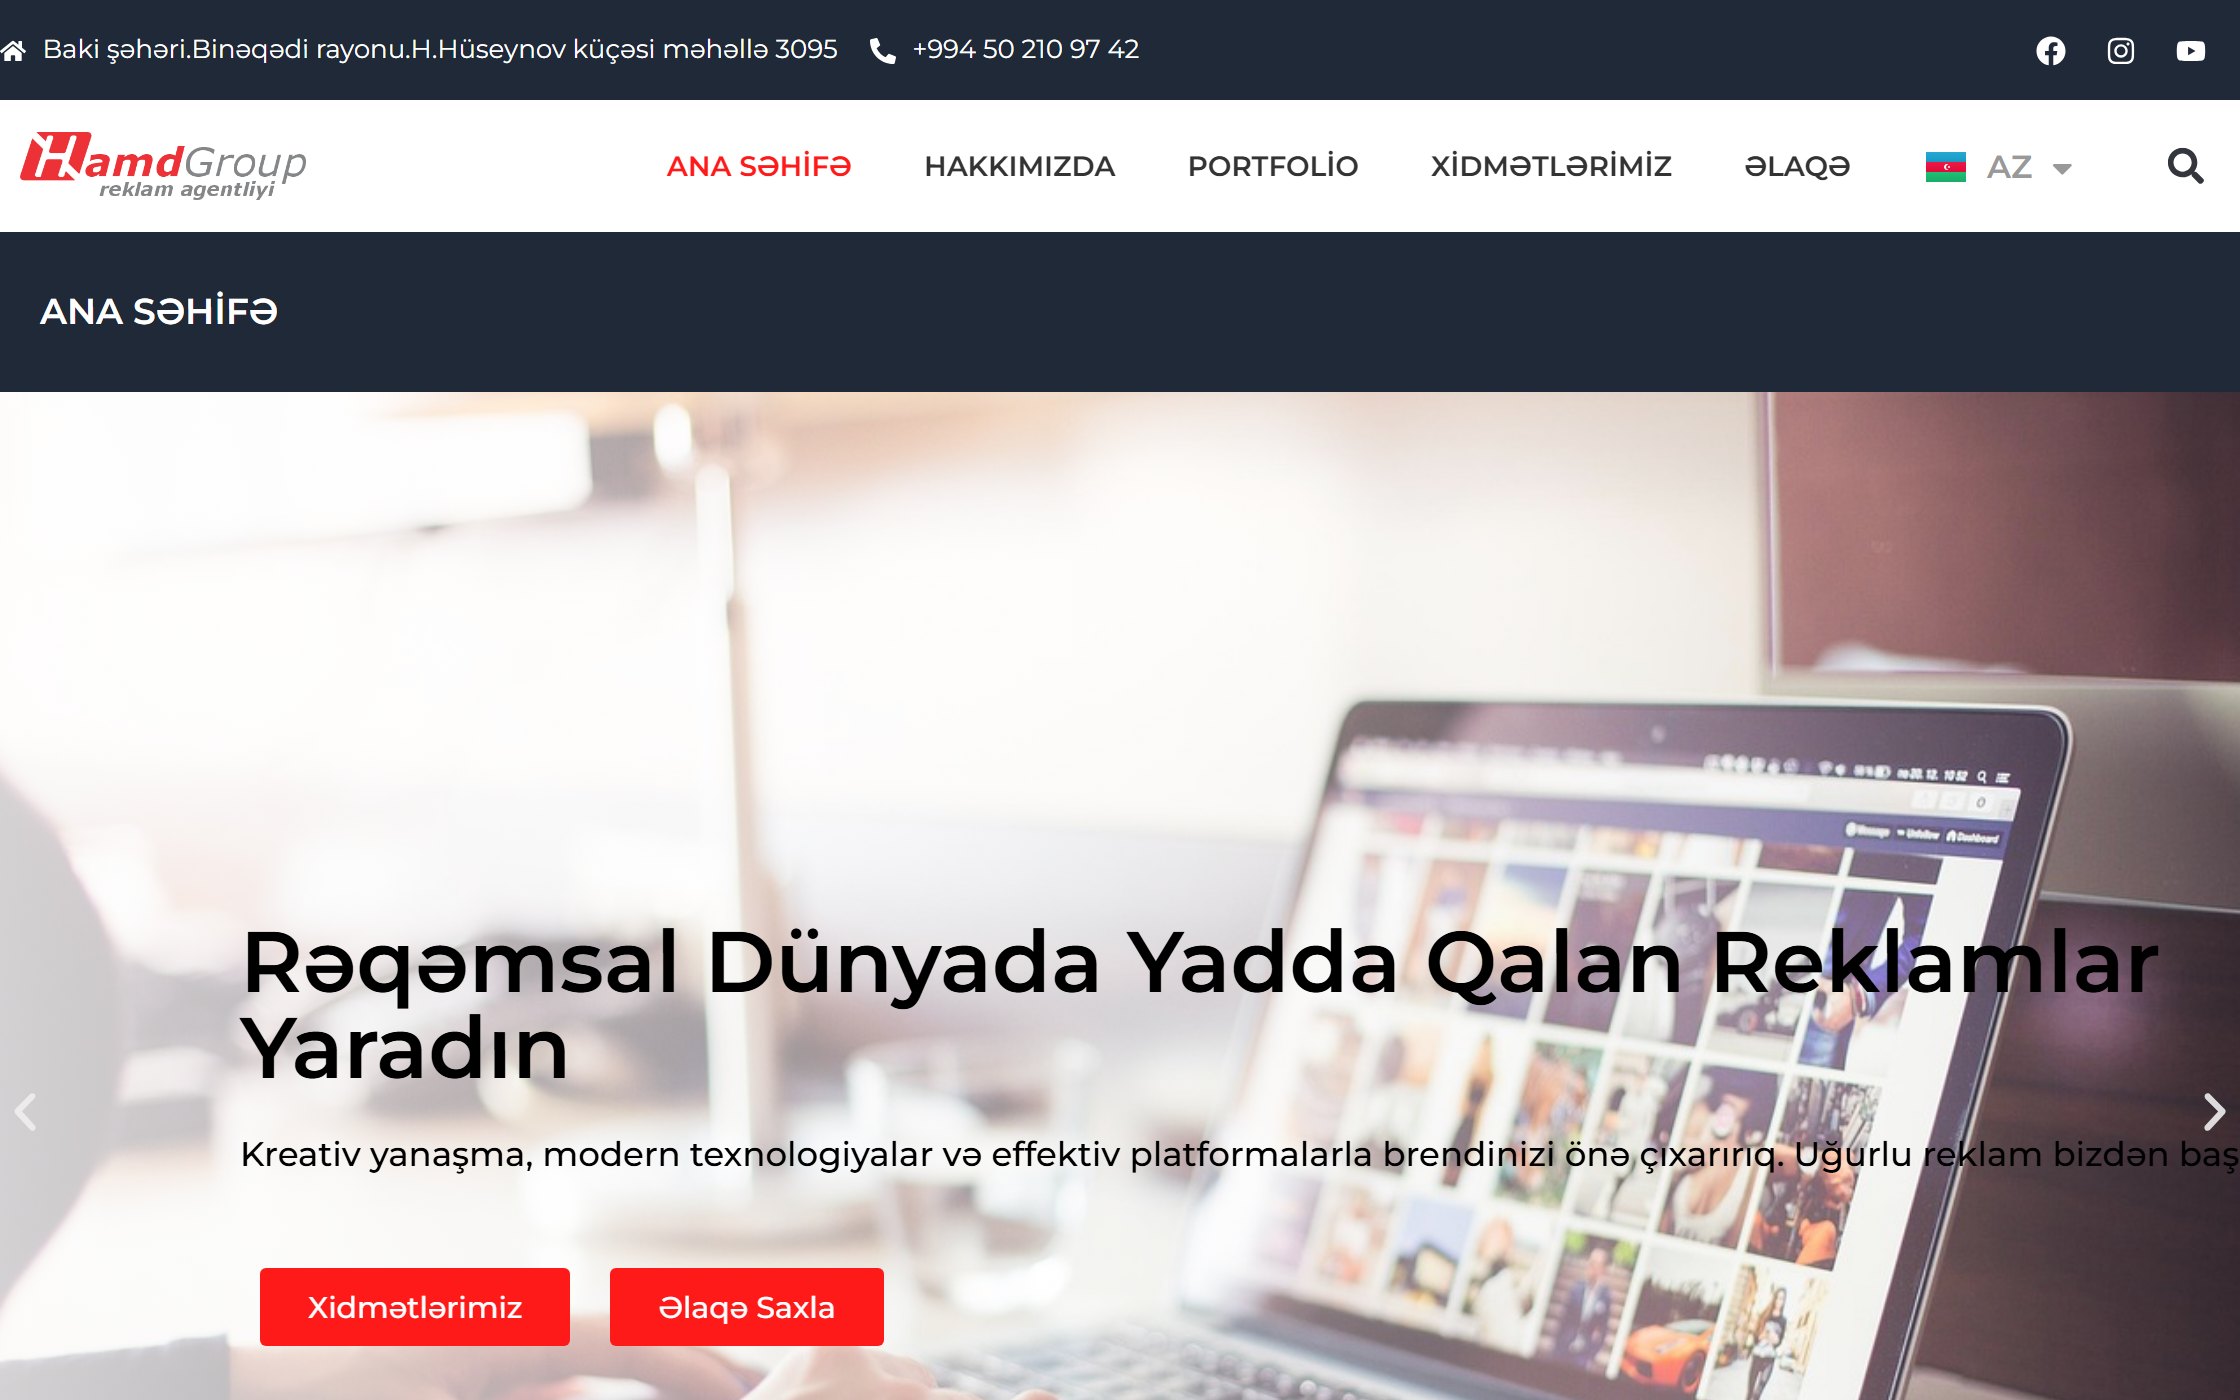 Baki şəhəri.Binəqədi rayonu.H.Hüseynov küçəsi məhəllə 3095 +994 50 210 97 42
HamdGroup
reklam agentliyi
ANA SƏHİFƏ HAKKIMIZDA PORTFOLİO XİDMƏTLƏRİMİZ ƏLAQƏ AZ
ANA SƏHİFƏ
Rəqəmsal Dünyada Yadda Qalan Reklamlar
Yaradın
Kreativ yanaşma, modern texnologiyalar və effektiv platformalarla brendinizi önə çıxarırıq. Uğurlu reklam bizdən baş
Xidmətlərimiz Əlaqə Saxla